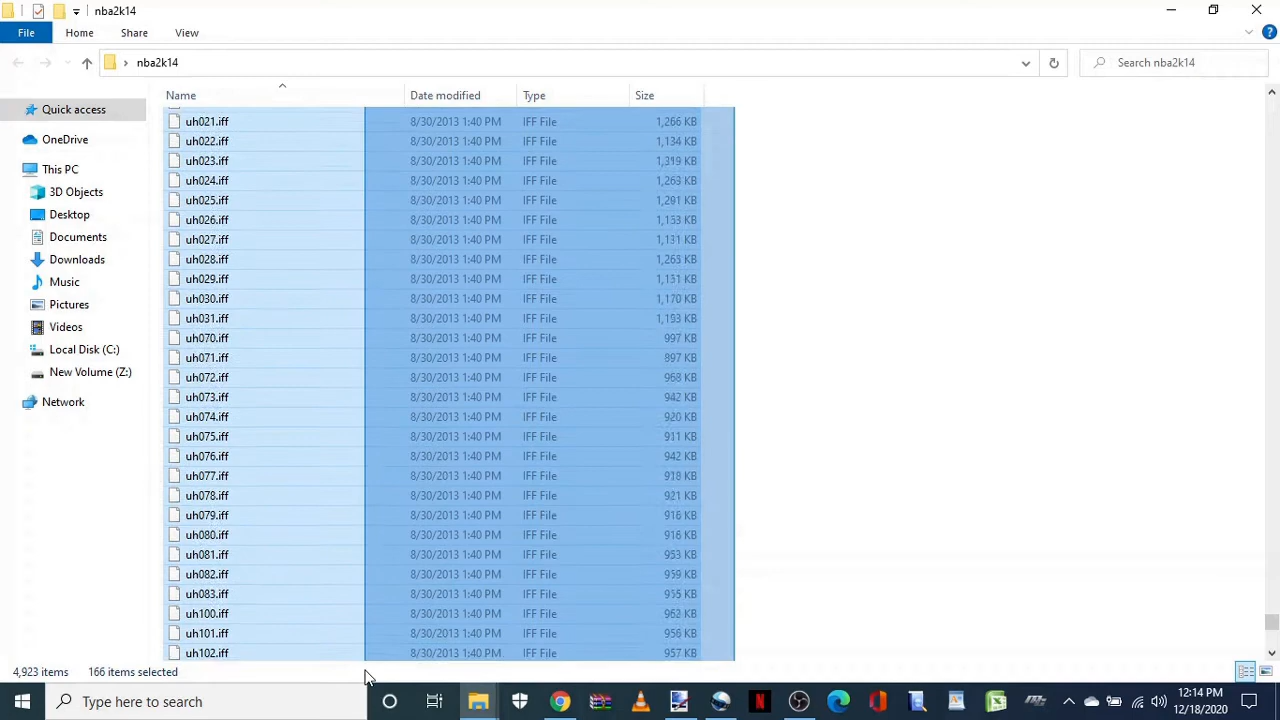 nba2k14
File Home Share View
nba2k14 Search nba2k14
Name Date modified Type Size
Quick access
OneDrive
This PC
3D Objects
Desktop
Documents
Downloads
Music
Pictures
Videos
Local Disk (C:)
New Volume (Z:)
Network
uh021.iff 8/30/2013 1:40 PM IFF File 1,266 KB
uh022.iff 8/30/2013 1:40 PM IFF File 1,134 KB
uh023.iff 8/30/2013 1:40 PM IFF File 1,319 KB
uh024.iff 8/30/2013 1:40 PM IFF File 1,263 KB
uh025.iff 8/30/2013 1:40 PM IFF File 1,291 KB
uh026.iff 8/30/2013 1:40 PM IFF File 1,153 KB
uh027.iff 8/30/2013 1:40 PM IFF File 1,131 KB
uh028.iff 8/30/2013 1:40 PM IFF File 1,263 KB
uh029.iff 8/30/2013 1:40 PM IFF File 1,151 KB
uh030.iff 8/30/2013 1:40 PM IFF File 1,170 KB
uh031.iff 8/30/2013 1:40 PM IFF File 1,193 KB
uh070.iff 8/30/2013 1:40 PM IFF File 997 KB
uh071.iff 8/30/2013 1:40 PM IFF File 897 KB
uh072.iff 8/30/2013 1:40 PM IFF File 968 KB
uh073.iff 8/30/2013 1:40 PM IFF File 942 KB
uh074.iff 8/30/2013 1:40 PM IFF File 920 KB
uh075.iff 8/30/2013 1:40 PM IFF File 911 KB
uh076.iff 8/30/2013 1:40 PM IFF File 942 KB
uh077.iff 8/30/2013 1:40 PM IFF File 918 KB
uh078.iff 8/30/2013 1:40 PM IFF File 921 KB
uh079.iff 8/30/2013 1:40 PM IFF File 916 KB
uh080.iff 8/30/2013 1:40 PM IFF File 916 KB
uh081.iff 8/30/2013 1:40 PM IFF File 953 KB
uh082.iff 8/30/2013 1:40 PM IFF File 959 KB
uh083.iff 8/30/2013 1:40 PM IFF File 955 KB
uh100.iff 8/30/2013 1:40 PM IFF File 962 KB
uh101.iff 8/30/2013 1:40 PM IFF File 956 KB
uh102.iff 8/30/2013 1:40 PM IFF File 957 KB
4,923 items 166 items selected
Type here to search
12:14 PM
12/18/2020